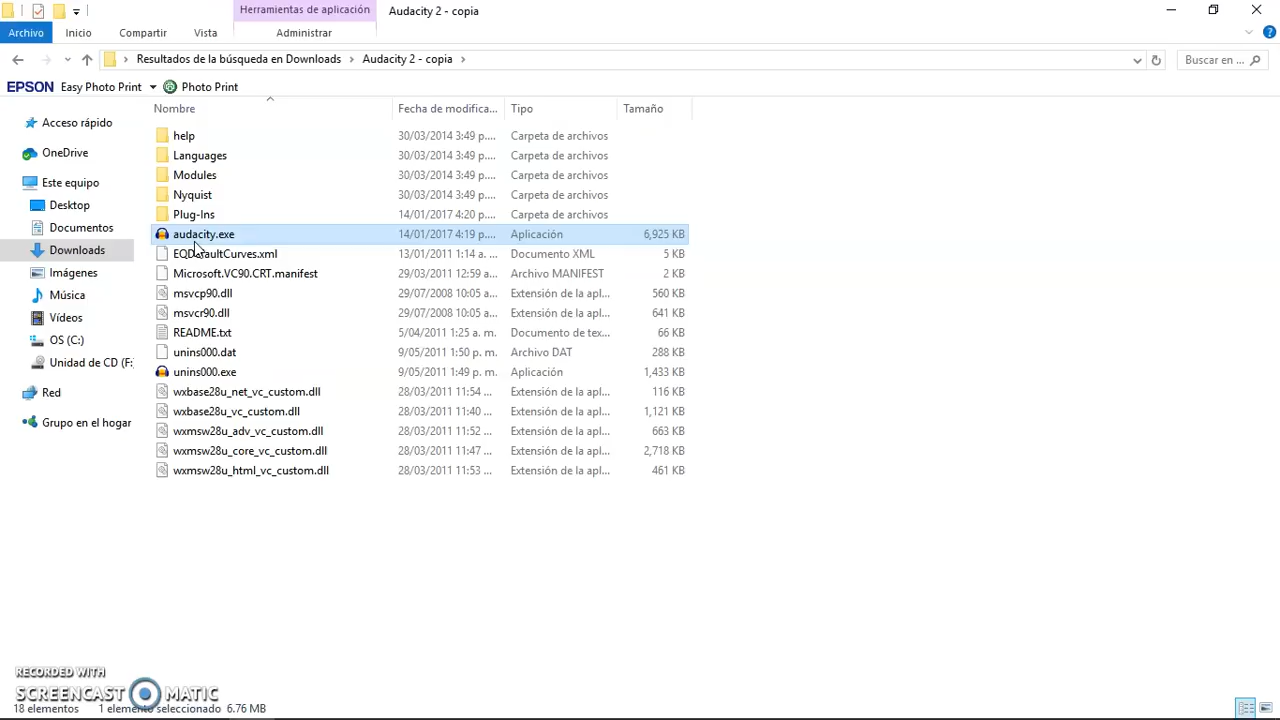 Herramientas de aplicación
Audacity 2 - copia
Archivo Inicio Compartir Vista Administrar
Resultados de la búsqueda en Downloads Audacity 2 - copia
Buscar en ...
EPSON Easy Photo Print Photo Print
Nombre Fecha de modifica... Tipo Tamaño
Acceso rápido
OneDrive
Este equipo
Desktop
Documentos
Downloads
Imágenes
Música
Vídeos
OS (C:)
Unidad de CD (F:
Red
Grupo en el hogar
help 30/03/2014 3:49 p.... Carpeta de archivos
Languages 30/03/2014 3:49 p.... Carpeta de archivos
Modules 30/03/2014 3:49 p.... Carpeta de archivos
Nyquist 30/03/2014 3:49 p.... Carpeta de archivos
Plug-Ins 14/01/2017 4:20 p.... Carpeta de archivos
audacity.exe 14/01/2017 4:19 p.... Aplicación 6,925 KB
EQDefaultCurves.xml 13/01/2011 1:14 a. ... Documento XML 5 KB
Microsoft.VC90.CRT.manifest 29/03/2011 12:59 a... Archivo MANIFEST 2 KB
msvcp90.dll 29/07/2008 10:05 a... Extensión de la apl... 560 KB
msvcr90.dll 29/07/2008 10:05 a... Extensión de la apl... 641 KB
README.txt 5/04/2011 1:25 a. m. Documento de tex... 66 KB
unins000.dat 9/05/2011 1:50 p. m. Archivo DAT 288 KB
unins000.exe 9/05/2011 1:49 p. m. Aplicación 1,433 KB
wxbase28u_net_vc_custom.dll 28/03/2011 11:54 ... Extensión de la apl... 116 KB
wxbase28u_vc_custom.dll 28/03/2011 11:40 ... Extensión de la apl... 1,121 KB
wxmsw28u_adv_vc_custom.dll 28/03/2011 11:52 ... Extensión de la apl... 663 KB
wxmsw28u_core_vc_custom.dll 28/03/2011 11:47 ... Extensión de la apl... 2,718 KB
wxmsw28u_html_vc_custom.dll 28/03/2011 11:53 ... Extensión de la apl... 461 KB
RECORDED WITH
SCREENCAST MATIC
18 elementos 1 elemento seleccionado 6.76 MB